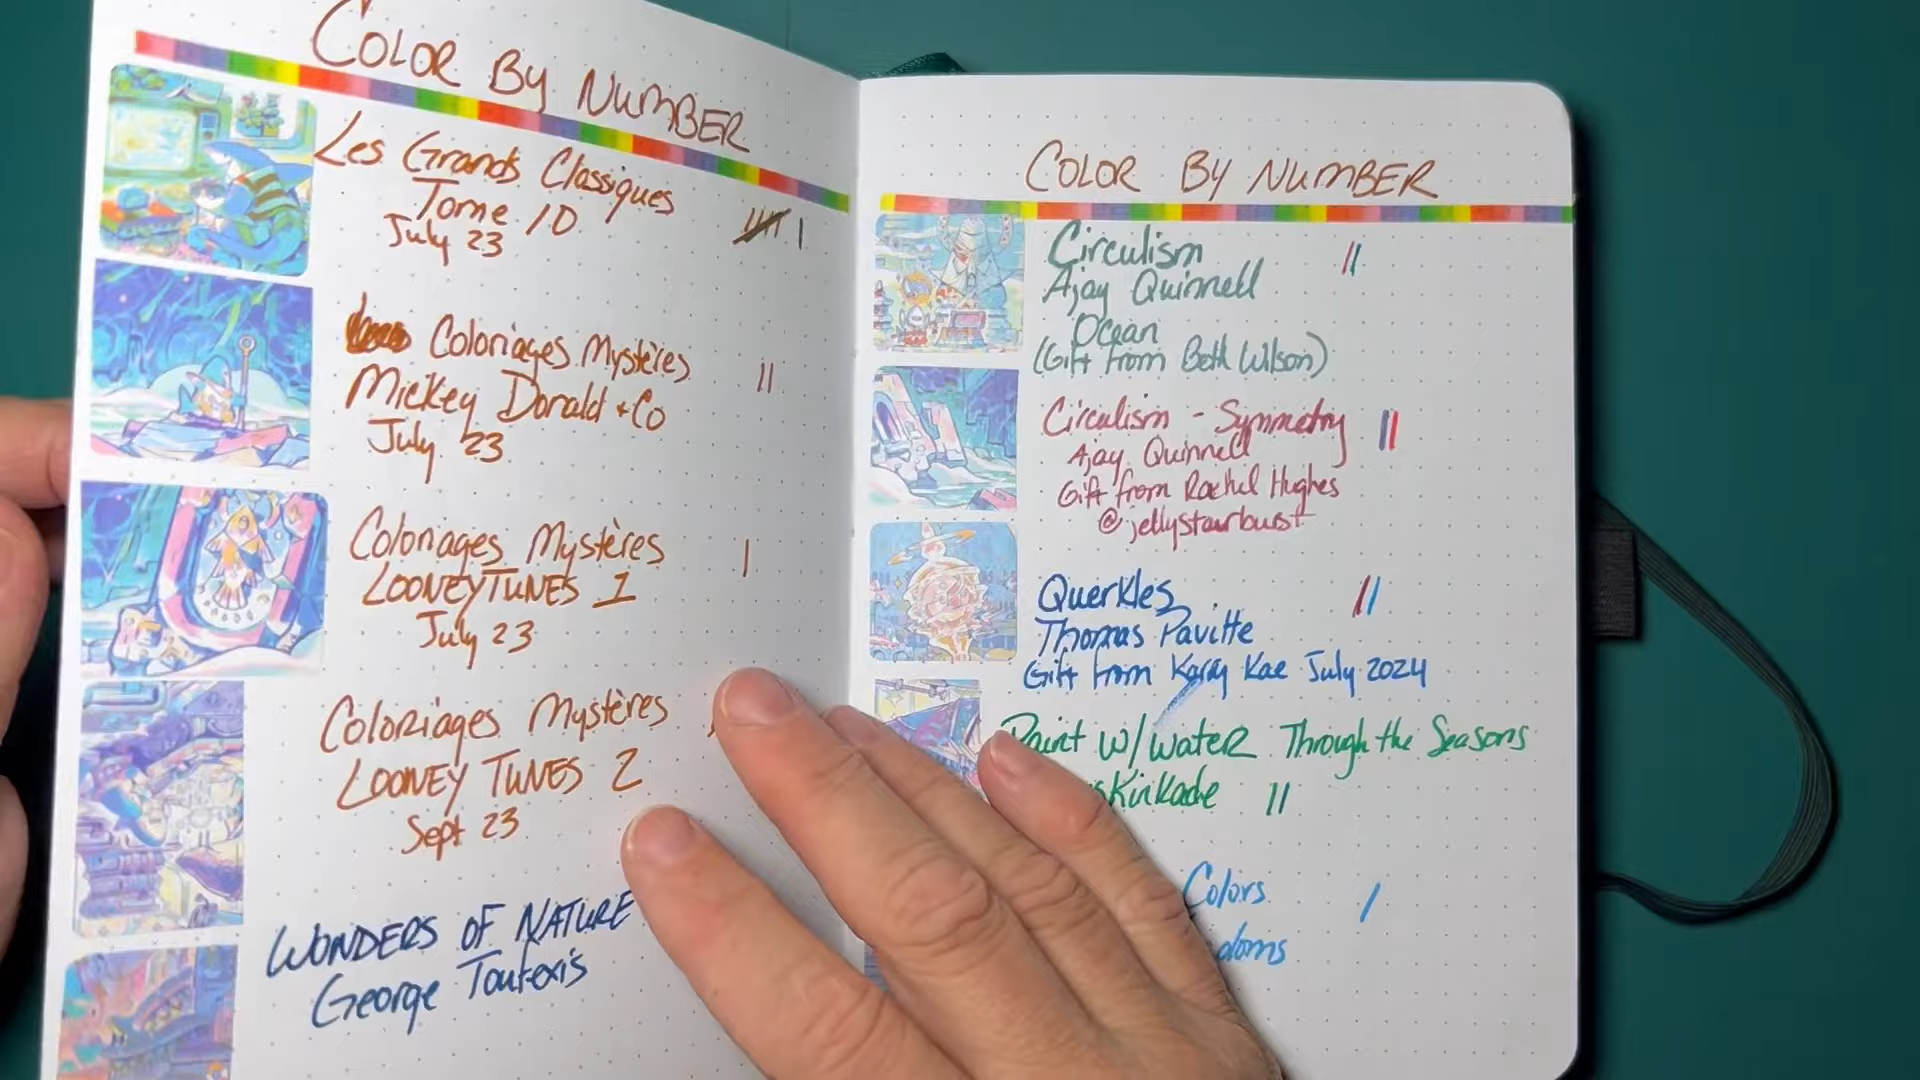 COLOR BY NUMBER
Les Grands Classiques
Tome 10
July 23
Coloriages Mystères
Mickey Donald + Co
July 23
Coloriages Mystères
LOONEY TUNES 1
July 23
Coloriages Mystères
LOONEY TUNES 2
Sept 23
WONDERS OF NATURE
George Toufexis
COLOR BY NUMBER
Circulism
Ajay Quinnell
Ocean
(Gift from Beth Wilson)
Circulism - Symmetry
Ajay Quinnell
Gift from Rachel Hughes
@jellystarburst
Querkles
Thomas Pavitte
Gift from Kae July 2024
Paint w/water Through the Seasons
Kinkade
Colors